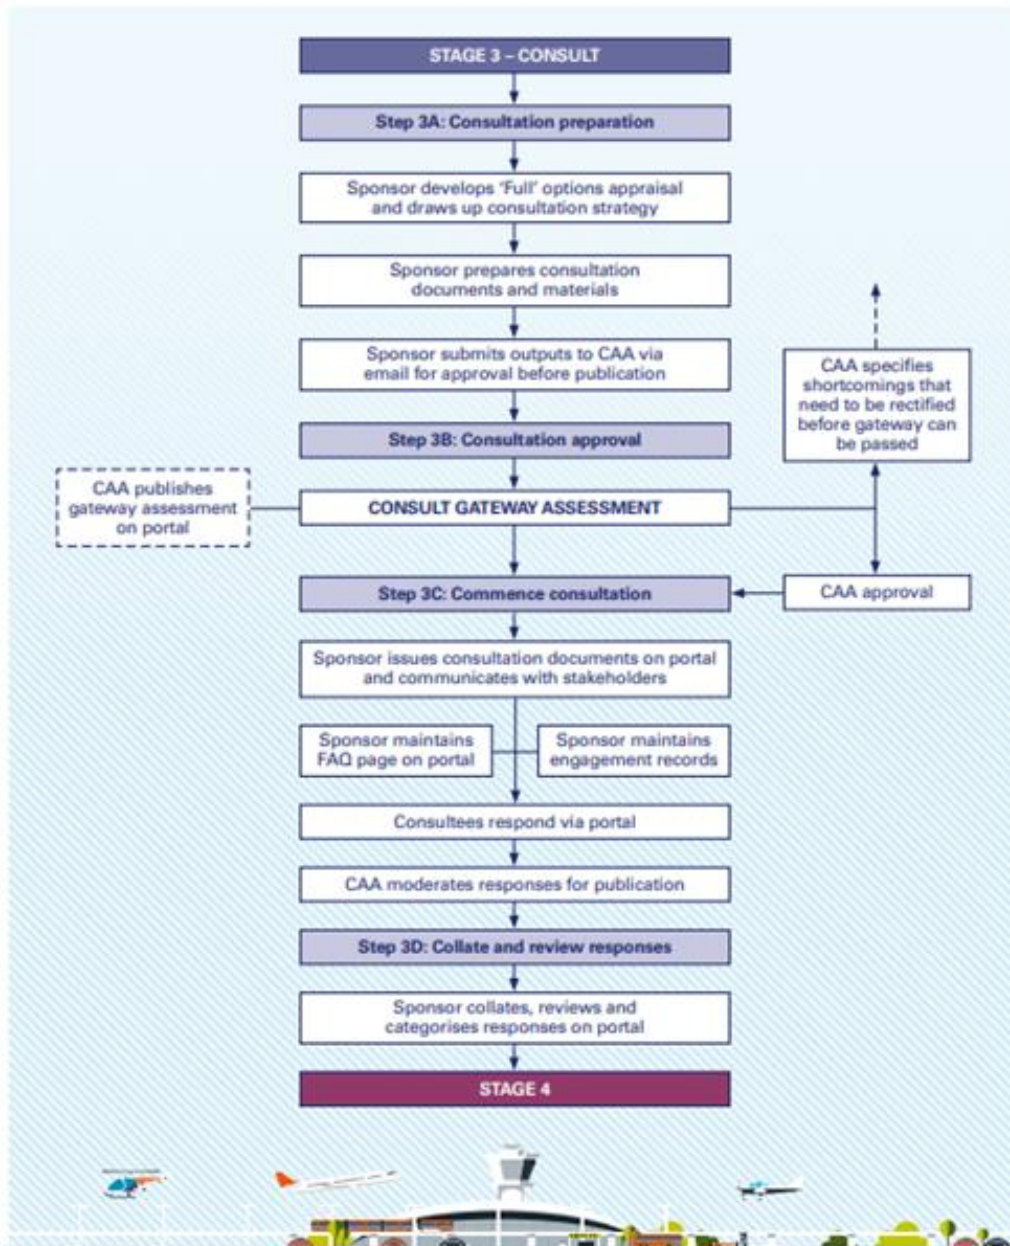 STAGE 3 – CONSULT
Step 3A: Consultation preparation
Sponsor develops ‘Full’ options appraisal
and draws up consultation strategy
Sponsor prepares consultation
documents and materials
Sponsor submits outputs to CAA via
email for approval before publication
CAA specifies
shortcomings that
need to be rectified
before gateway can
be passed
Step 3B: Consultation approval
CAA publishes
gateway assessment
on portal
CONSULT GATEWAY ASSESSMENT
Step 3C: Commence consultation
CAA approval
Sponsor issues consultation documents on portal
and communicates with stakeholders
Sponsor maintains
FAQ page on portal
Sponsor maintains
engagement records
Consultees respond via portal
CAA moderates responses for publication
Step 3D: Collate and review responses
Sponsor collates, reviews and
categorises responses on portal
STAGE 4